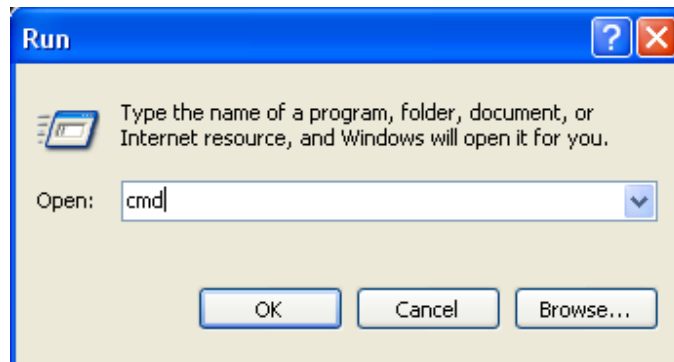 Run
Type the name of a program, folder, document, or
Internet resource, and Windows will open it for you.
Open: cmd
OK Cancel Browse...